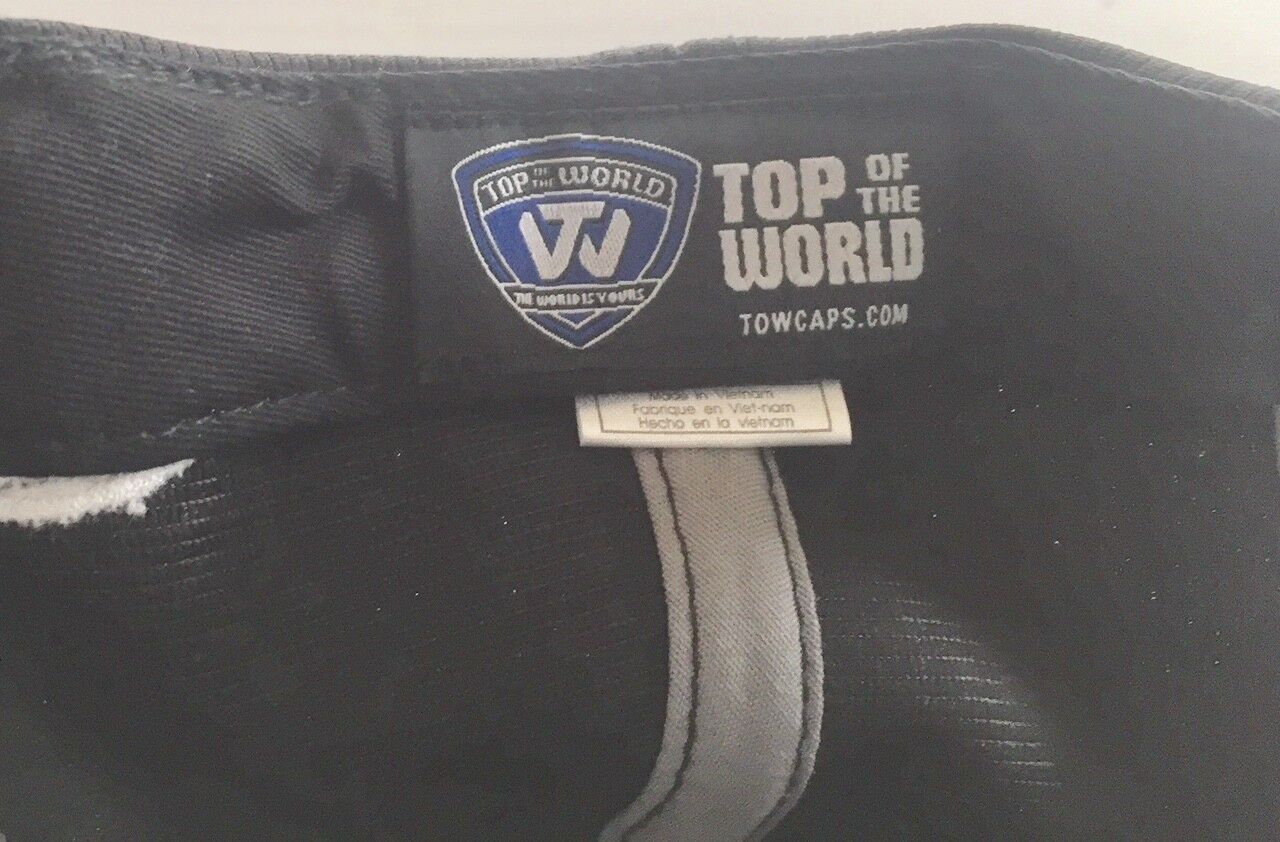 TOP OF THE WORLD
TW
THE WORLD IS YOURS
TOP OF
THE
WORLD
TOWCAPS.COM
Made in Vietnam
Fabrique en Viet-nam
Hecho en la vietnam